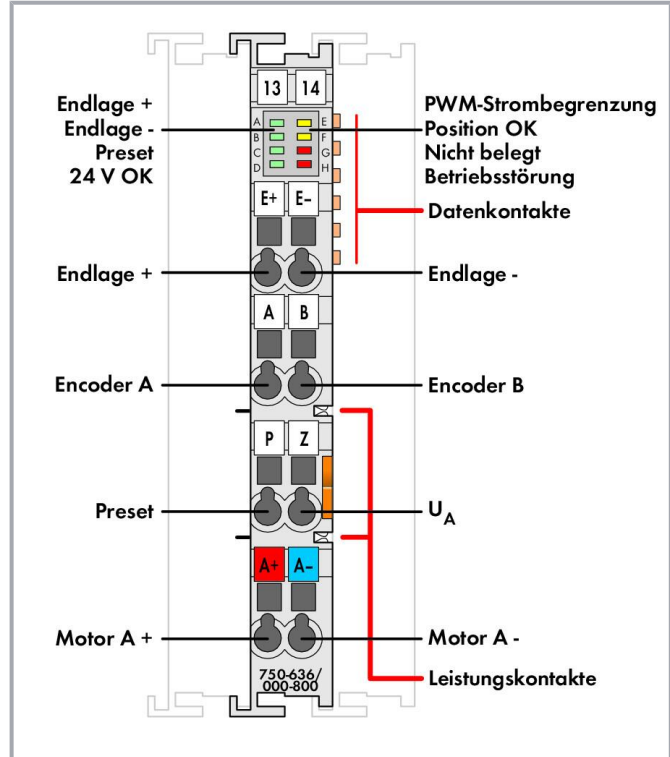 13 14
Endlage +
Endlage -
Preset
24 V OK
A
B
C
D
E
F
G
H
PWM-Strombegrenzung
Position OK
Nicht belegt
Betriebsstörung
E+ E-
Datenkontakte
Endlage +
Endlage -
A B
Encoder A
Encoder B
P Z
Preset
UA
A+ A-
Motor A +
Motor A -
750-636/
000-800
Leistungskontakte